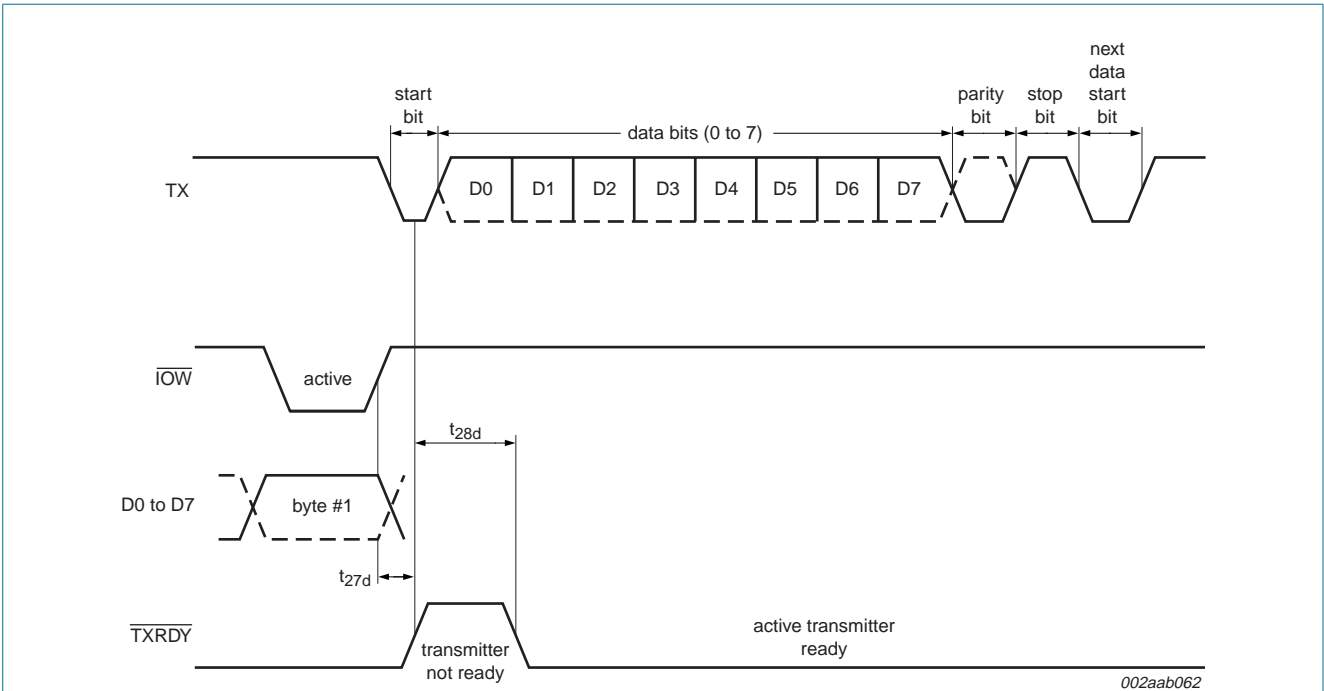 start
bit
data bits (0 to 7)
parity
bit
stop
bit
next
data
start
bit
TX
D0
D1
D2
D3
D4
D5
D6
D7
IOW
active
t28d
D0 to D7
byte #1
t27d
TXRDY
transmitter
not ready
active transmitter
ready
002aab062